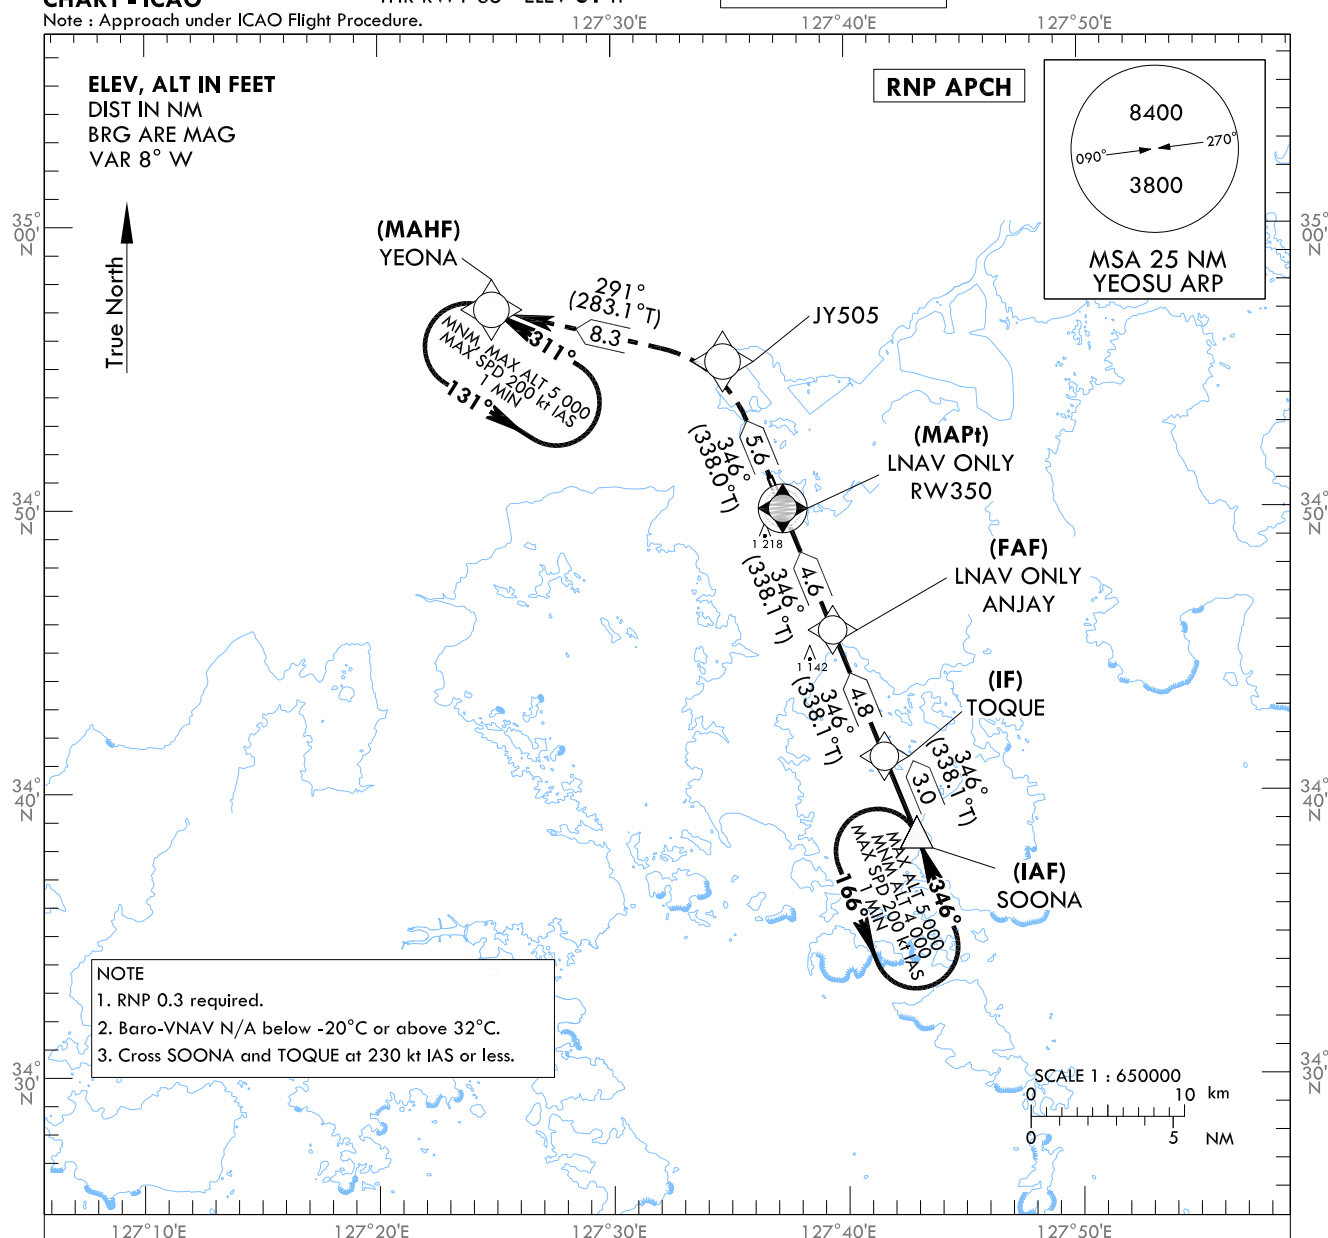 CHART - ICAO
Note : Approach under ICAO Flight Procedure.
127°30'E
127°40'E
127°50'E
ELEV, ALT IN FEET
DIST IN NM
BRG ARE MAG
VAR 8° W
RNP APCH
8400
090°
270°
3800
MSA 25 NM
YEOSU ARP
35°
00'
N
35°
00'
N
True North
(MAHF)
YEONA
291°
(283.1°T)
8.3
JY505
MNM, MAX ALT 5 000
MAX SPD 200 kt IAS
1 MIN
311°
131°
5.6
346°
(338.0°T)
(MAPt)
LNAV ONLY
RW350
34°
50'
N
34°
50'
N
1 218
4.6
346°
(338.1°T)
(FAF)
LNAV ONLY
ANJAY
1 142
4.8
346°
(338.1°T)
(IF)
TOQUE
346°
(338.1°T)
3.0
34°
40'
N
34°
40'
N
MAX ALT 5 000
MNM ALT 4 000
MAX SPD 200 kt IAS
1 MIN
166°
346°
(IAF)
SOONA
NOTE
1. RNP 0.3 required.
2. Baro-VNAV N/A below -20°C or above 32°C.
3. Cross SOONA and TOQUE at 230 kt IAS or less.
34°
30'
N
34°
30'
N
SCALE 1 : 650000
0 10 km
0 5 NM
127°10'E
127°20'E
127°30'E
127°40'E
127°50'E